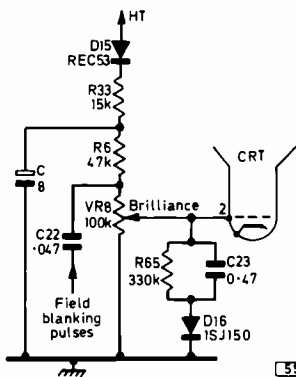 HT
D15
REC53
R33
15k
R6
47k
C
8
VR8
100k
Brilliance
2
CRT
C22
·047
Field
blanking
pulses
R65
330k
C23
0·47
D16
1SJ150